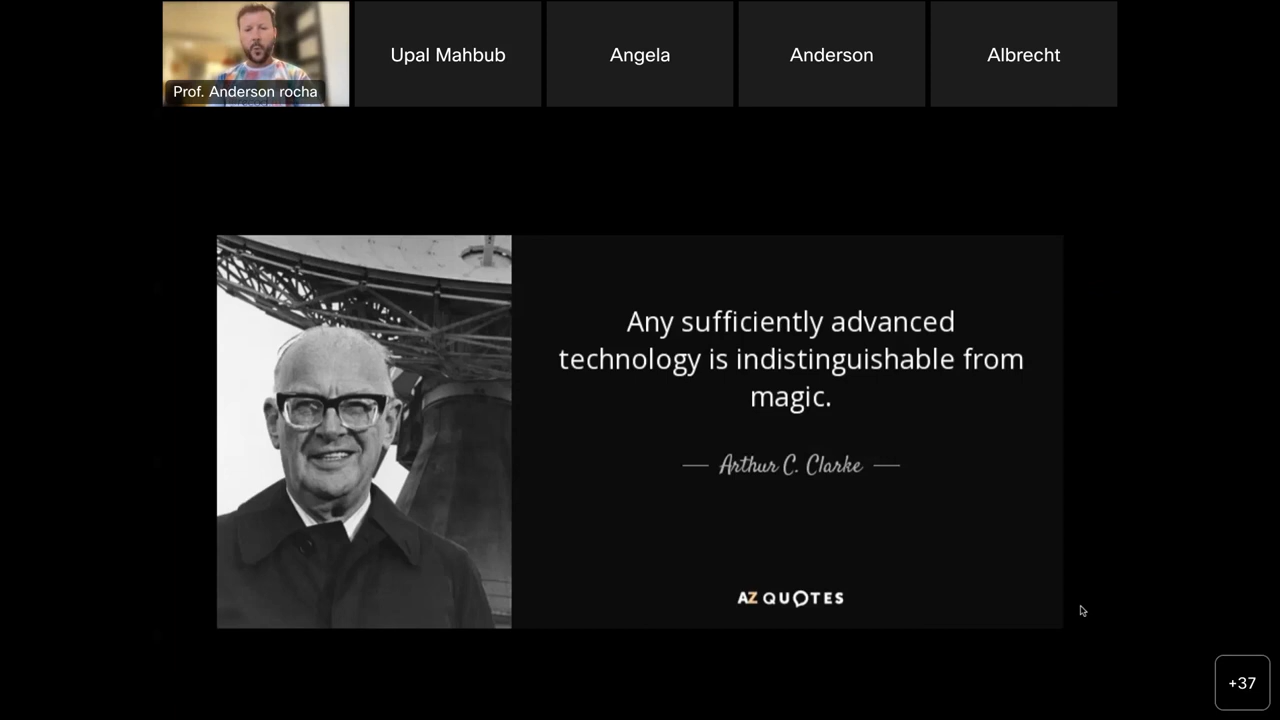 Prof. Anderson rocha
Upal Mahbub
Angela
Anderson
Albrecht
Any sufficiently advanced
technology is indistinguishable from
magic.
Arthur C. Clarke
AZ QUOTES
+37